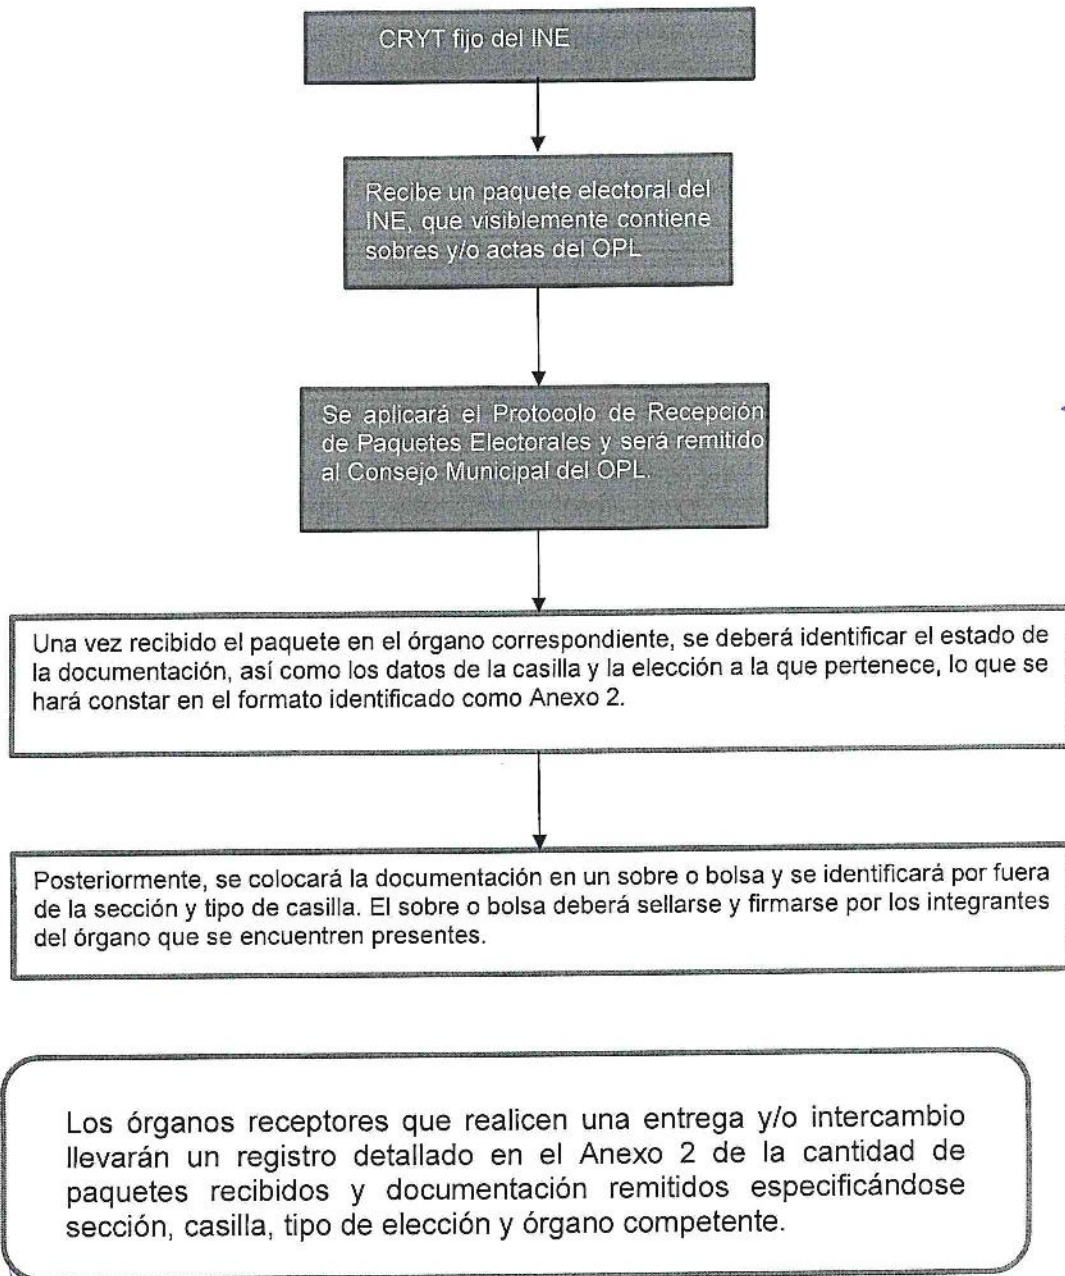 CRYT fijo del INE
Recibe un paquete electoral del
INE, que visiblemente contiene
sobres y/o actas del OPL
Se aplicará el Protocolo de Recepción
de Paquetes Electorales y será remitido
al Consejo Municipal del OPL.
Una vez recibido el paquete en el órgano correspondiente, se deberá identificar el estado de
la documentación, así como los datos de la casilla y la elección a la que pertenece, lo que se
hará constar en el formato identificado como Anexo 2.
Posteriormente, se colocará la documentación en un sobre o bolsa y se identificará por fuera
de la sección y tipo de casilla. El sobre o bolsa deberá sellarse y firmarse por los integrantes
del órgano que se encuentren presentes.
Los órganos receptores que realicen una entrega y/o intercambio
llevarán un registro detallado en el Anexo 2 de la cantidad de
paquetes recibidos y documentación remitidos especificándose
sección, casilla, tipo de elección y órgano competente.